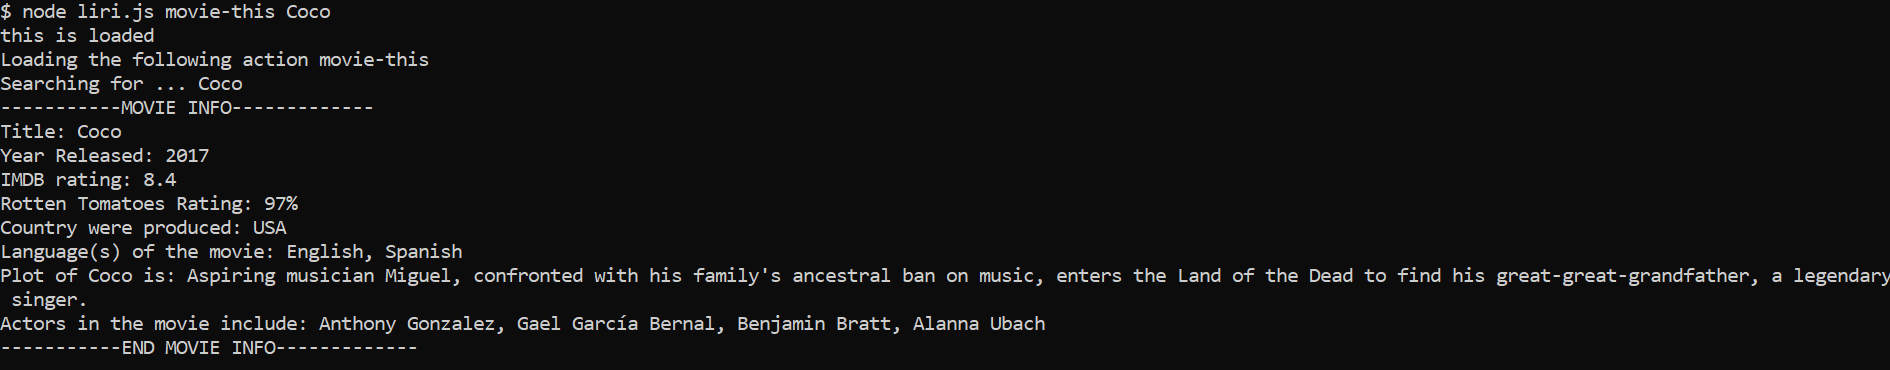 $ node liri.js movie-this Coco
this is loaded
Loading the following action movie-this
Searching for ... Coco
-----------MOVIE INFO-------------
Title: Coco
Year Released: 2017
IMDB rating: 8.4
Rotten Tomatoes Rating: 97%
Country were produced: USA
Language(s) of the movie: English, Spanish
Plot of Coco is: Aspiring musician Miguel, confronted with his family's ancestral ban on music, enters the Land of the Dead to find his great-great-grandfather, a legendary
 singer.
Actors in the movie include: Anthony Gonzalez, Gael García Bernal, Benjamin Bratt, Alanna Ubach
-----------END MOVIE INFO-------------